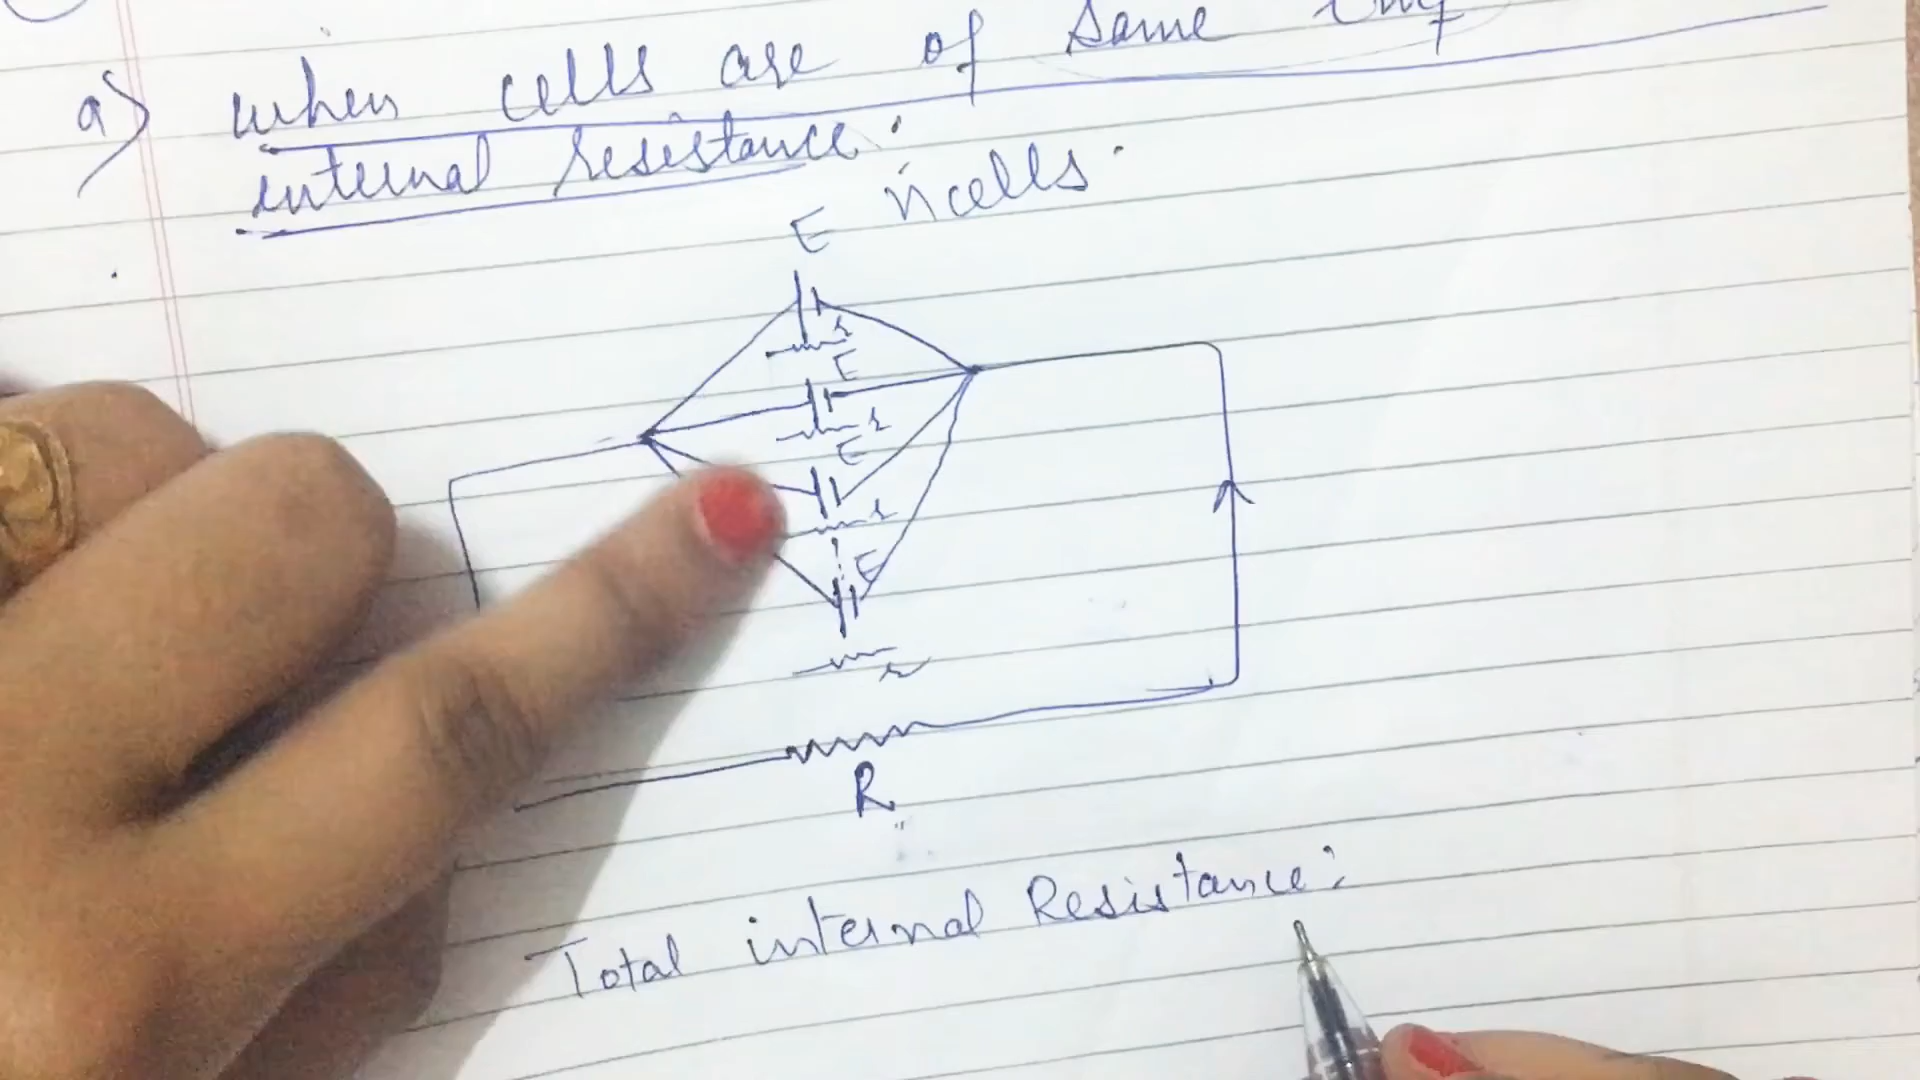 a) when cells are of same emf
internal resistance:
n cells.
E
r
E
r
E
r
E
r
R
Total internal Resistance: